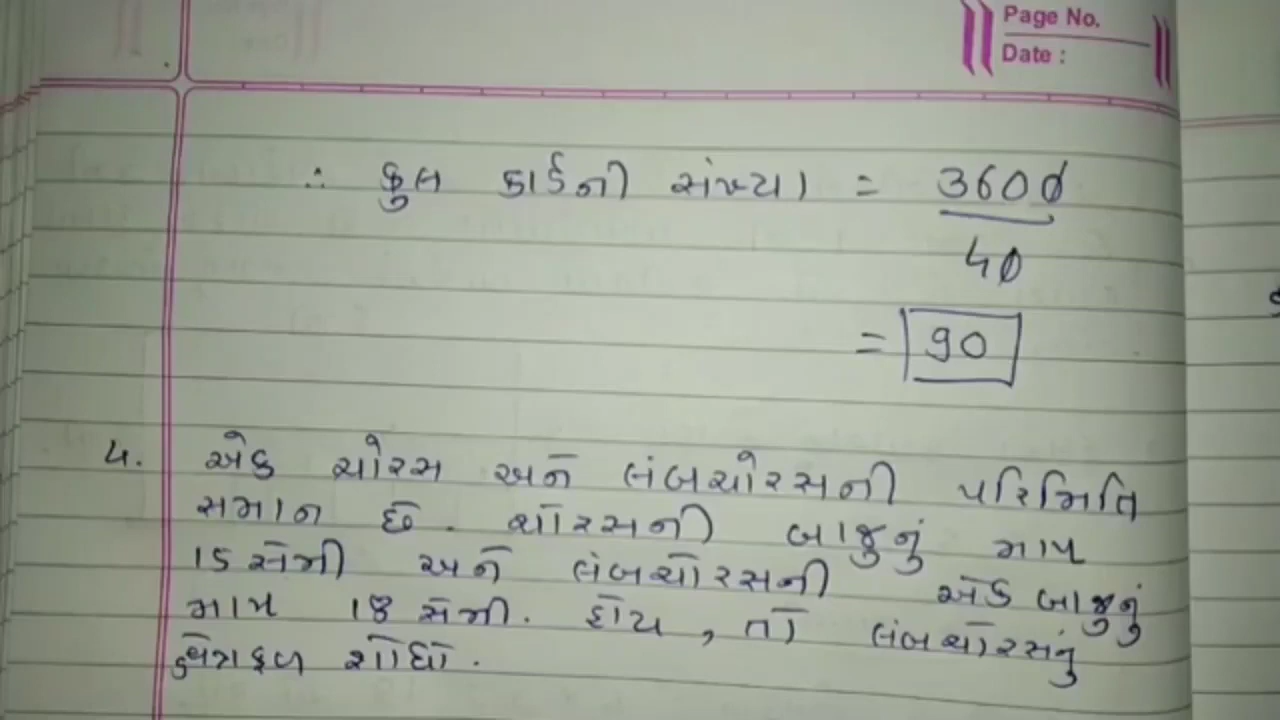 Page No.
Date :
∴ કુલ કાર્ડની સંખ્યા = 3600
40
= 90
4. એક ચોરસ અને લંબચોરસની પરિમિતિ
સમાન છે. ચોરસની બાજુનું માપ
15 સેમી અને લંબચોરસની એક બાજુનું
માપ 18 સેમી. હોય, તો લંબચોરસનું
ક્ષેત્રફળ શોધો.